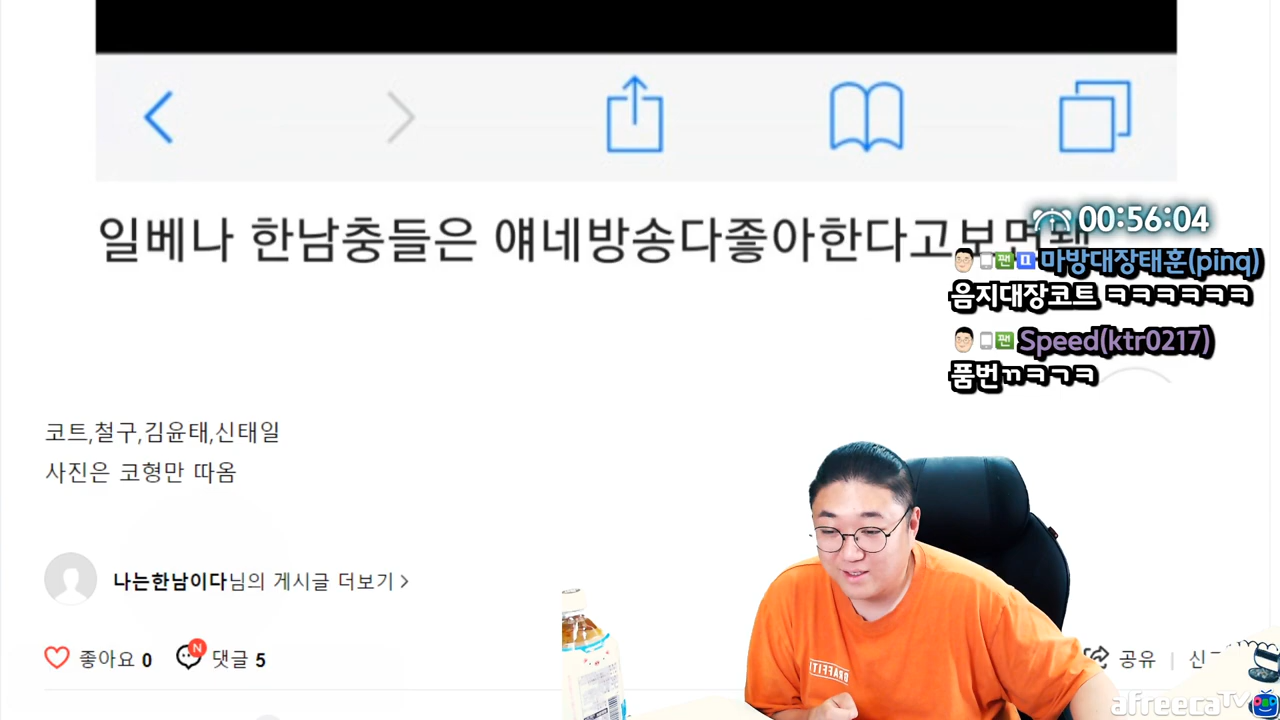 일베나 한남충들은 얘네방송다좋아한다고보면돼
00:56:04
마방대장태훈(pinq)
음지대장코트 ㅋㅋㅋㅋㅋㅋ
Speed(ktr0217)
품번ㄲㅋㄱㅋ
코트,철구,김윤태,신태일
사진은 코형만 따옴
나는한남이다님의 게시글 더보기 >
좋아요 0 N 댓글 5
공유
GRAFFITI
afreecaTV